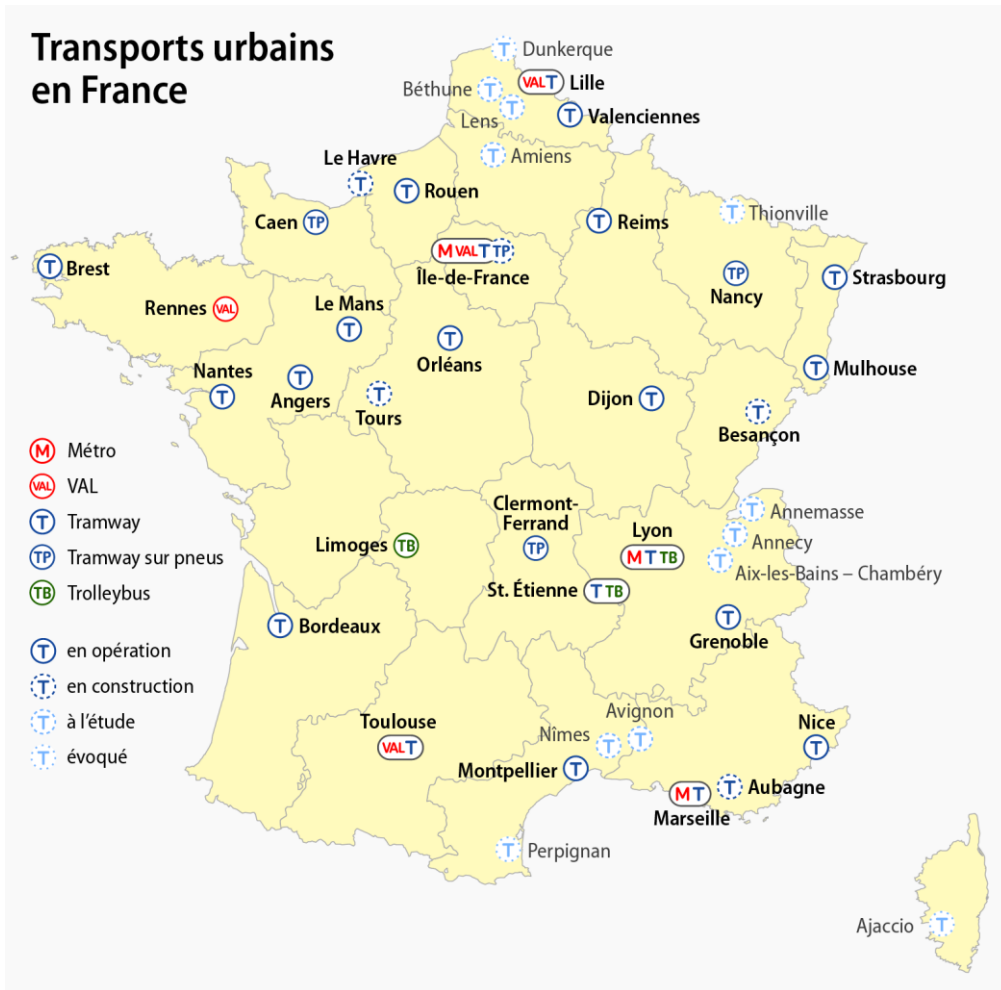 Transports urbains
en France
T Dunkerque
VAL T Lille
Béthune T
Lens T
T Valenciennes
T Amiens
Le Havre
T
T Rouen
Caen TP
T Reims
T Thionville
M VAL T TP
Île-de-France
T Brest
Rennes VAL
Le Mans
T
TP
Nancy
T Strasbourg
T
Orléans
Nantes
T
T
Angers
T
Tours
Dijon T
T Mulhouse
T
Besançon
M Métro
VAL VAL
T Tramway
TP Tramway sur pneus
TB Trolleybus
T en opération
T en construction
T à l'étude
T évoqué
Limoges TB
Clermont-
Ferrand
TP
Lyon
M T TB
T Annemasse
T Annecy
T Aix-les-Bains – Chambéry
St. Étienne T TB
T Bordeaux
T
Grenoble
Toulouse
VAL T
Nîmes T
Avignon
T
Nice
T
Montpellier T
M T
Marseille
T Aubagne
T Perpignan
Ajaccio T